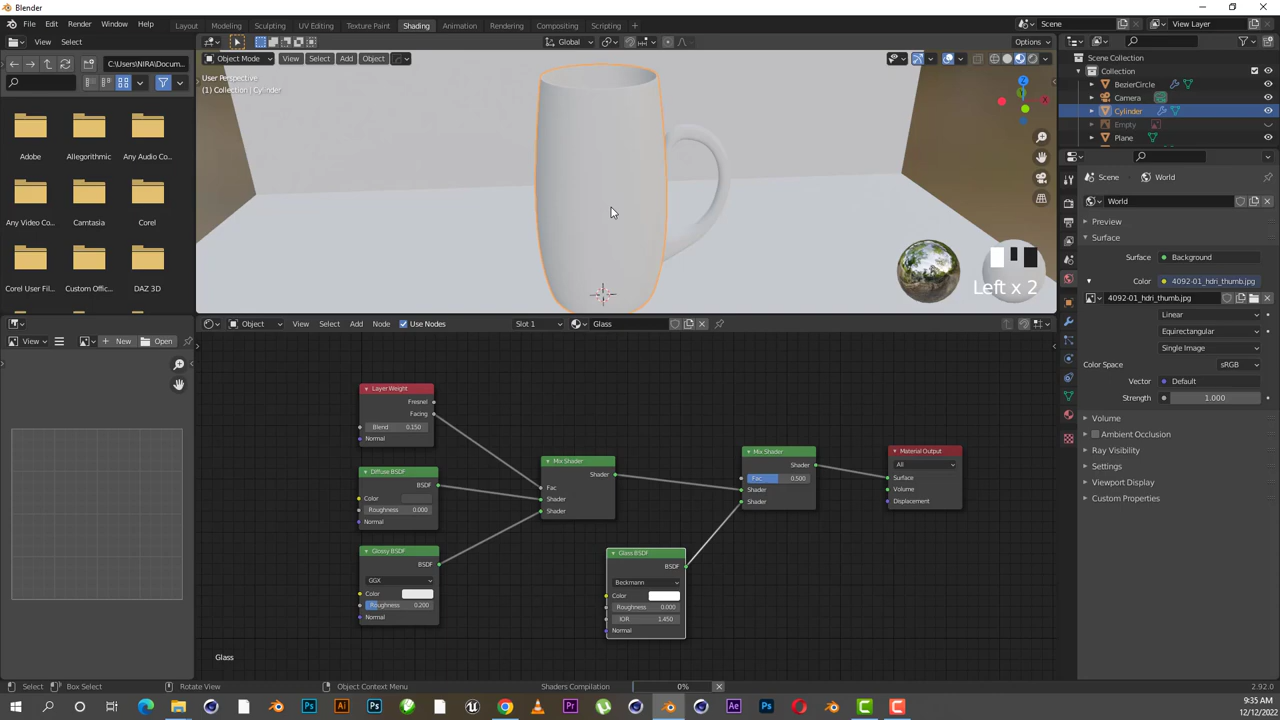 Blender
File Edit Render Window Help Layout Modeling Sculpting UV Editing Texture Paint Shading Animation Rendering Compositing Scripting + Scene View Layer
View Select Global Options
C:\Users\NIRA\Docum... Object Mode View Select Add Object
User Perspective
(1) Collection | Cylinder
Adobe Allegorithmic Any Audio Co...
Any Video Co... Camtasia Corel
Corel User Fil... Custom Offic... DAZ 3D
X
Left x 2
Scene Collection
Collection
BezierCircle
Camera
Cylinder
Empty
Plane
Scene World
World
Preview
Surface
Surface Background
Color 4092-01_hdri_thumb.jpg
4092-01_hdri_thumb.jpg
Linear
Equirectangular
Single Image
Color Space sRGB
Vector Default
Strength 1.000
Volume
Ambient Occlusion
Ray Visibility
Settings
Viewport Display
Custom Properties
View New Open
Object View Select Add Node Use Nodes Slot 1 Glass
Layer Weight
Fresnel
Facing
Blend 0.150
Normal
Diffuse BSDF
BSDF
Color
Roughness 0.000
Normal
Glossy BSDF
BSDF
GGX
Color
Roughness 0.200
Normal
Mix Shader
Shader
Fac
Shader
Shader
Glass BSDF
BSDF
Beckmann
Color
Roughness 0.000
IOR 1.450
Normal
Mix Shader
Shader
Fac 0.500
Shader
Shader
Material Output
All
Surface
Volume
Displacement
Glass
Select Box Select Rotate View Object Context Menu Shaders Compilation 0% 2.92.0
9:35 AM
12/12/2022